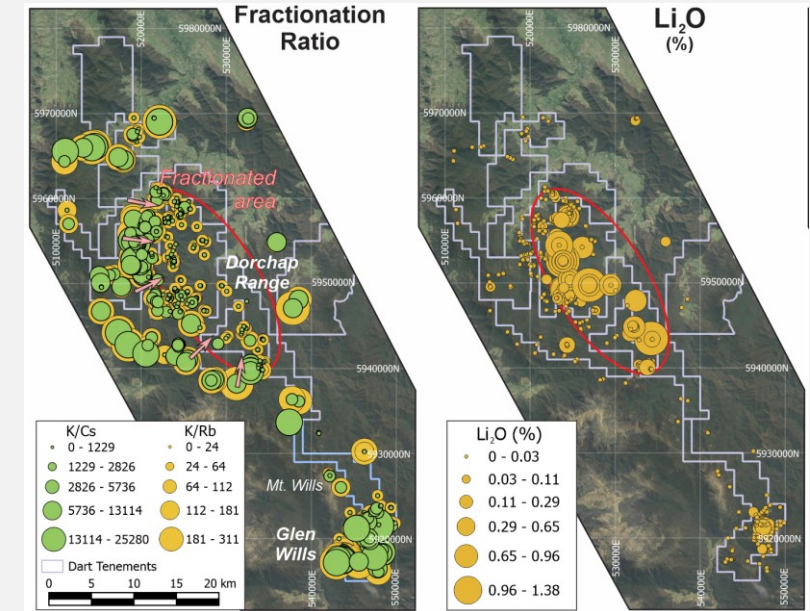 Fractionation
Ratio
520000E
5980000N
530000E
5970000N
Fractionated
area
5960000N
510000E
Dorchap
Range
5950000N
5940000N
5930000N
Mt. Wills
Glen
Wills
5920000N
540000E
550000E
K/Cs
K/Rb
0 - 1229
0 - 24
1229 - 2826
24 - 64
2826 - 5736
64 - 112
5736 - 13114
112 - 181
13114 - 25280
181 - 311
Dart Tenements
0 5 10 15 20 km
Li₂O
(%)
520000E
5980000N
530000E
5970000N
5960000N
510000E
5950000N
5940000N
5930000N
5920000N
530000E
540000E
550000E
Li₂O (%)
0 - 0.03
0.03 - 0.11
0.11 - 0.29
0.29 - 0.65
0.65 - 0.96
0.96 - 1.38